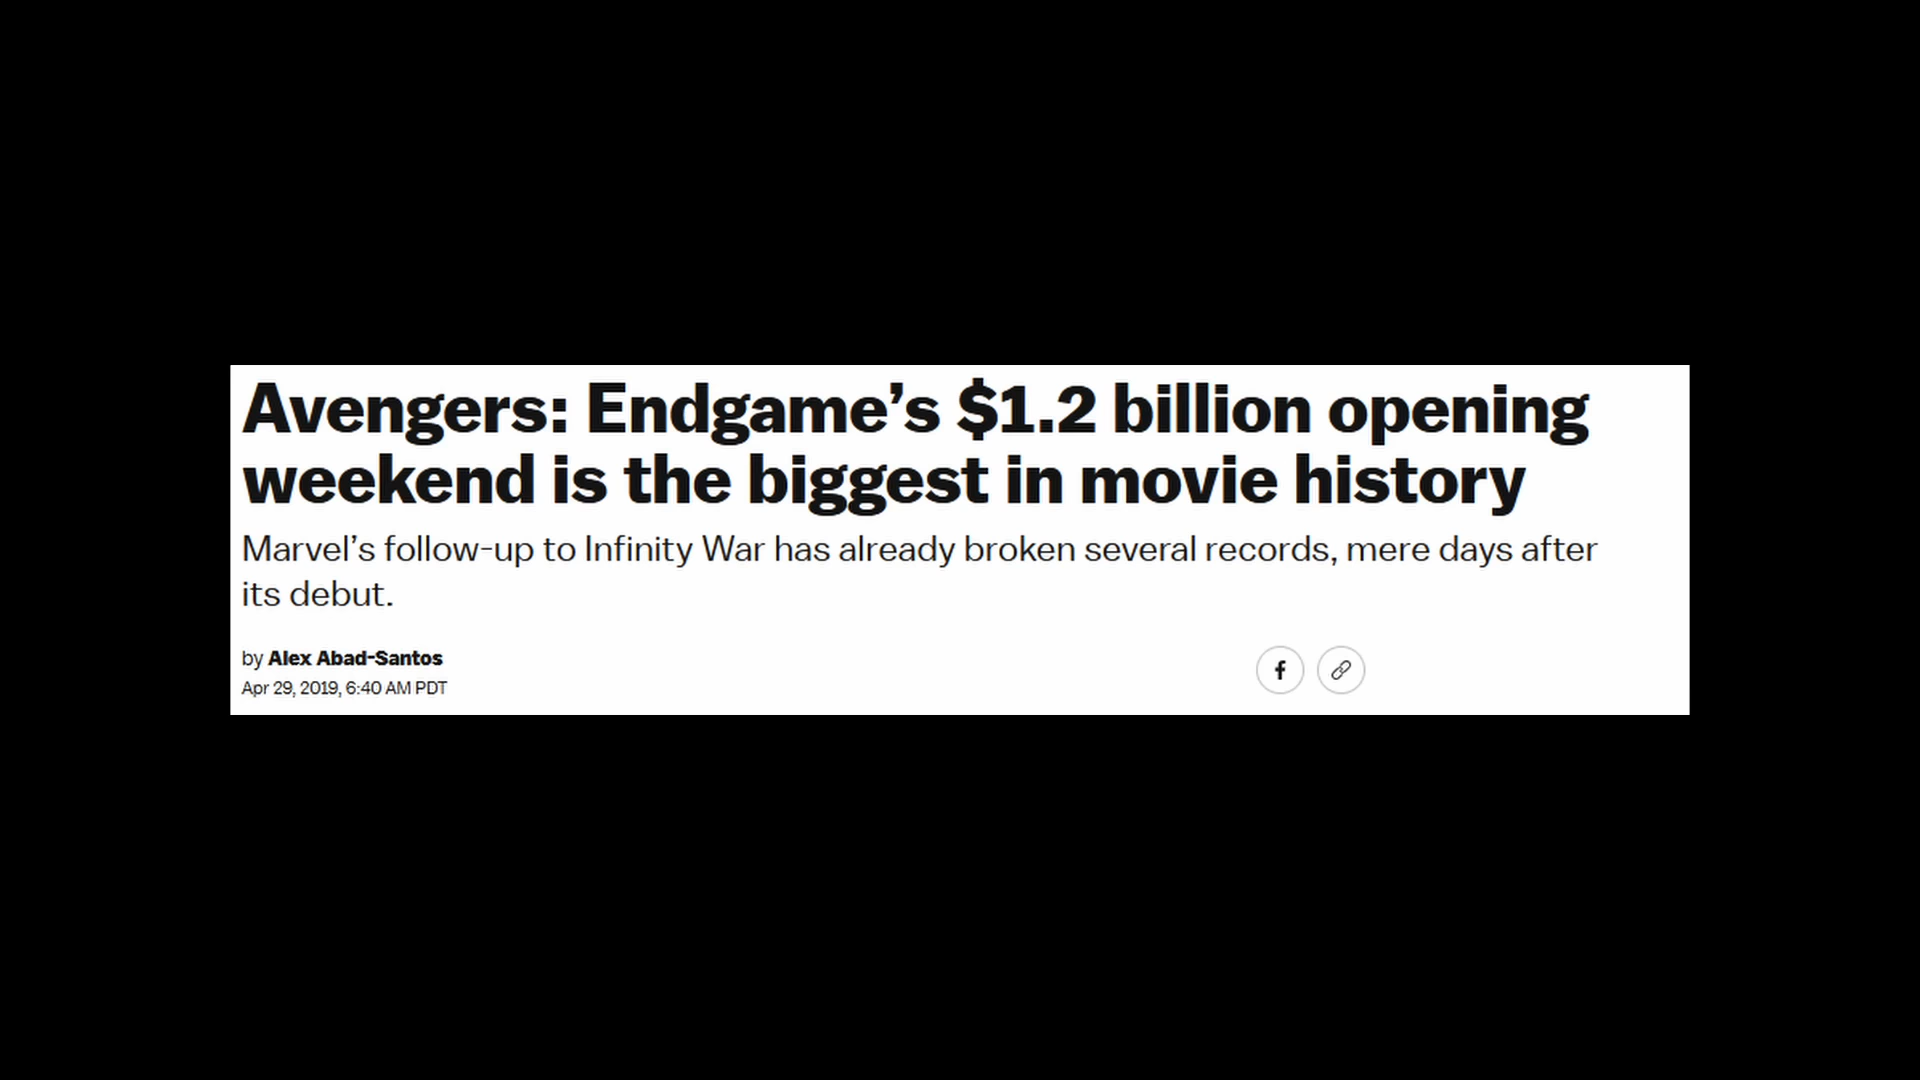 Avengers: Endgame’s $1.2 billion opening
weekend is the biggest in movie history
Marvel’s follow-up to Infinity War has already broken several records, mere days after
its debut.
by Alex Abad-Santos
Apr 29, 2019, 6:40 AM PDT